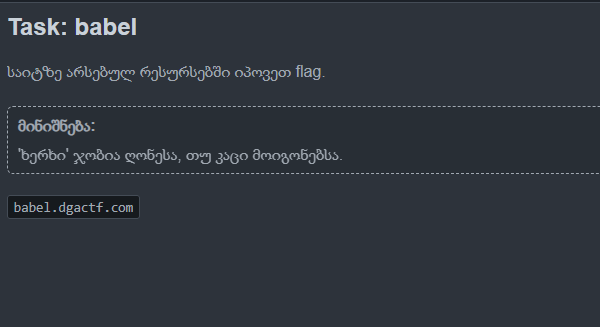 Task: babel
საიტზე არსებულ რესურსებში იპოვეთ flag.
მინიშნება:
'ხერხი' ჯობია ღონესა, თუ კაცი მოიგონებსა.
babel.dgactf.com